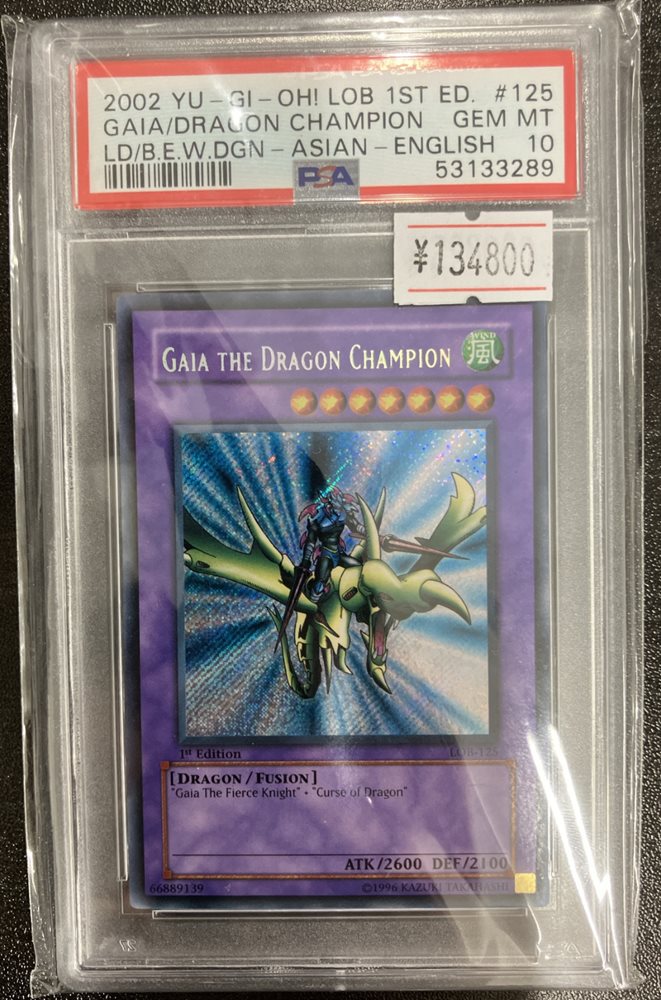 2002 YU-GI-OH! LOB 1ST ED. #125
GAIA/DRAGON CHAMPION GEM MT
LD/B.E.W.DGN-ASIAN-ENGLISH 10
PSA 53133289
¥134800
GAIA THE DRAGON CHAMPION
WIND
風
1st Edition LOB-125
[DRAGON/FUSION]
"Gaia The Fierce Knight" + "Curse of Dragon"
ATK/2600 DEF/2100
66889139 ©1996 KAZUKI TAKAHASHI